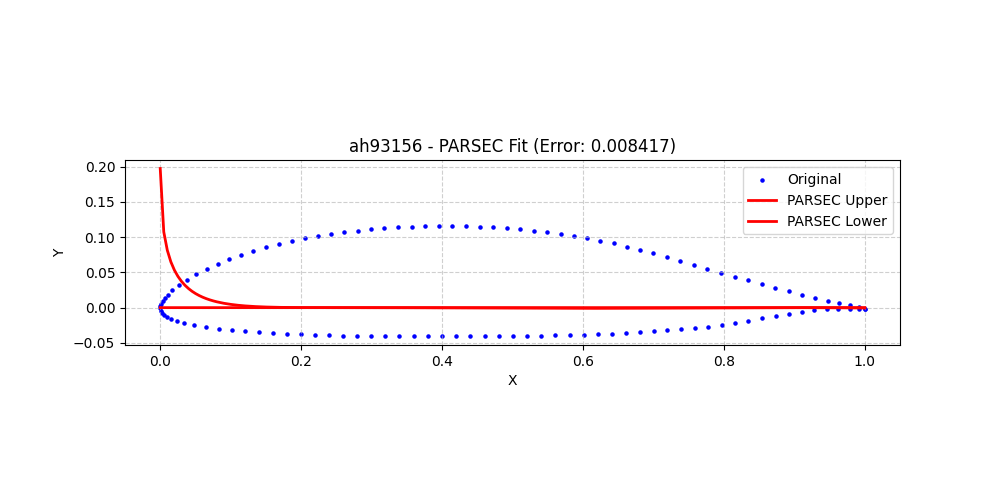 ah93156 - PARSEC Fit (Error: 0.008417)
0.20
0.15
0.10
0.05
0.00
−0.05
Y
Original
PARSEC Upper
PARSEC Lower
0.0 0.2 0.4 0.6 0.8 1.0
X